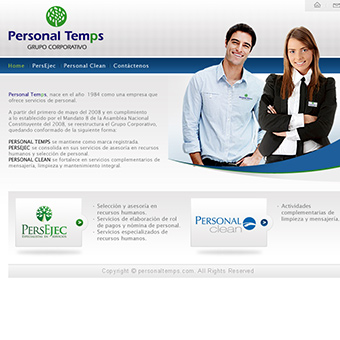 Personal Temps
GRUPO CORPORATIVO
Home
PersEjec
Personal Clean
Contáctenos
Personal Temps, nace en el año 1984 como una empresa que
ofrece servicios de personal.
A partir del primero de mayo del 2008 y en cumplimiento
a lo establecido por el Mandato 8 de la Asamblea Nacional
Constituyente del 2008, se reestructura el Grupo Corporativo,
quedando conformado de la siguiente forma:
PERSONAL TEMPS se mantiene como marca registrada.
PERSEJEC se consolida en sus servicios de asesoría en recursos
humanos y selección de personal.
PERSONAL CLEAN se fortalece en servicios complementarios de
mensajería, limpieza y mantenimiento integral.
PERSEJEC
- Selección y asesoría en
recursos humanos.
- Servicios de elaboración de rol
de pagos y nómina de personal.
- Servicios especializados de
recursos humanos.
PERSONAL
clean
- Actividades
complementarias de
limpieza y mensajería.
Copyright © personaltemps.com. All Rights Reserved